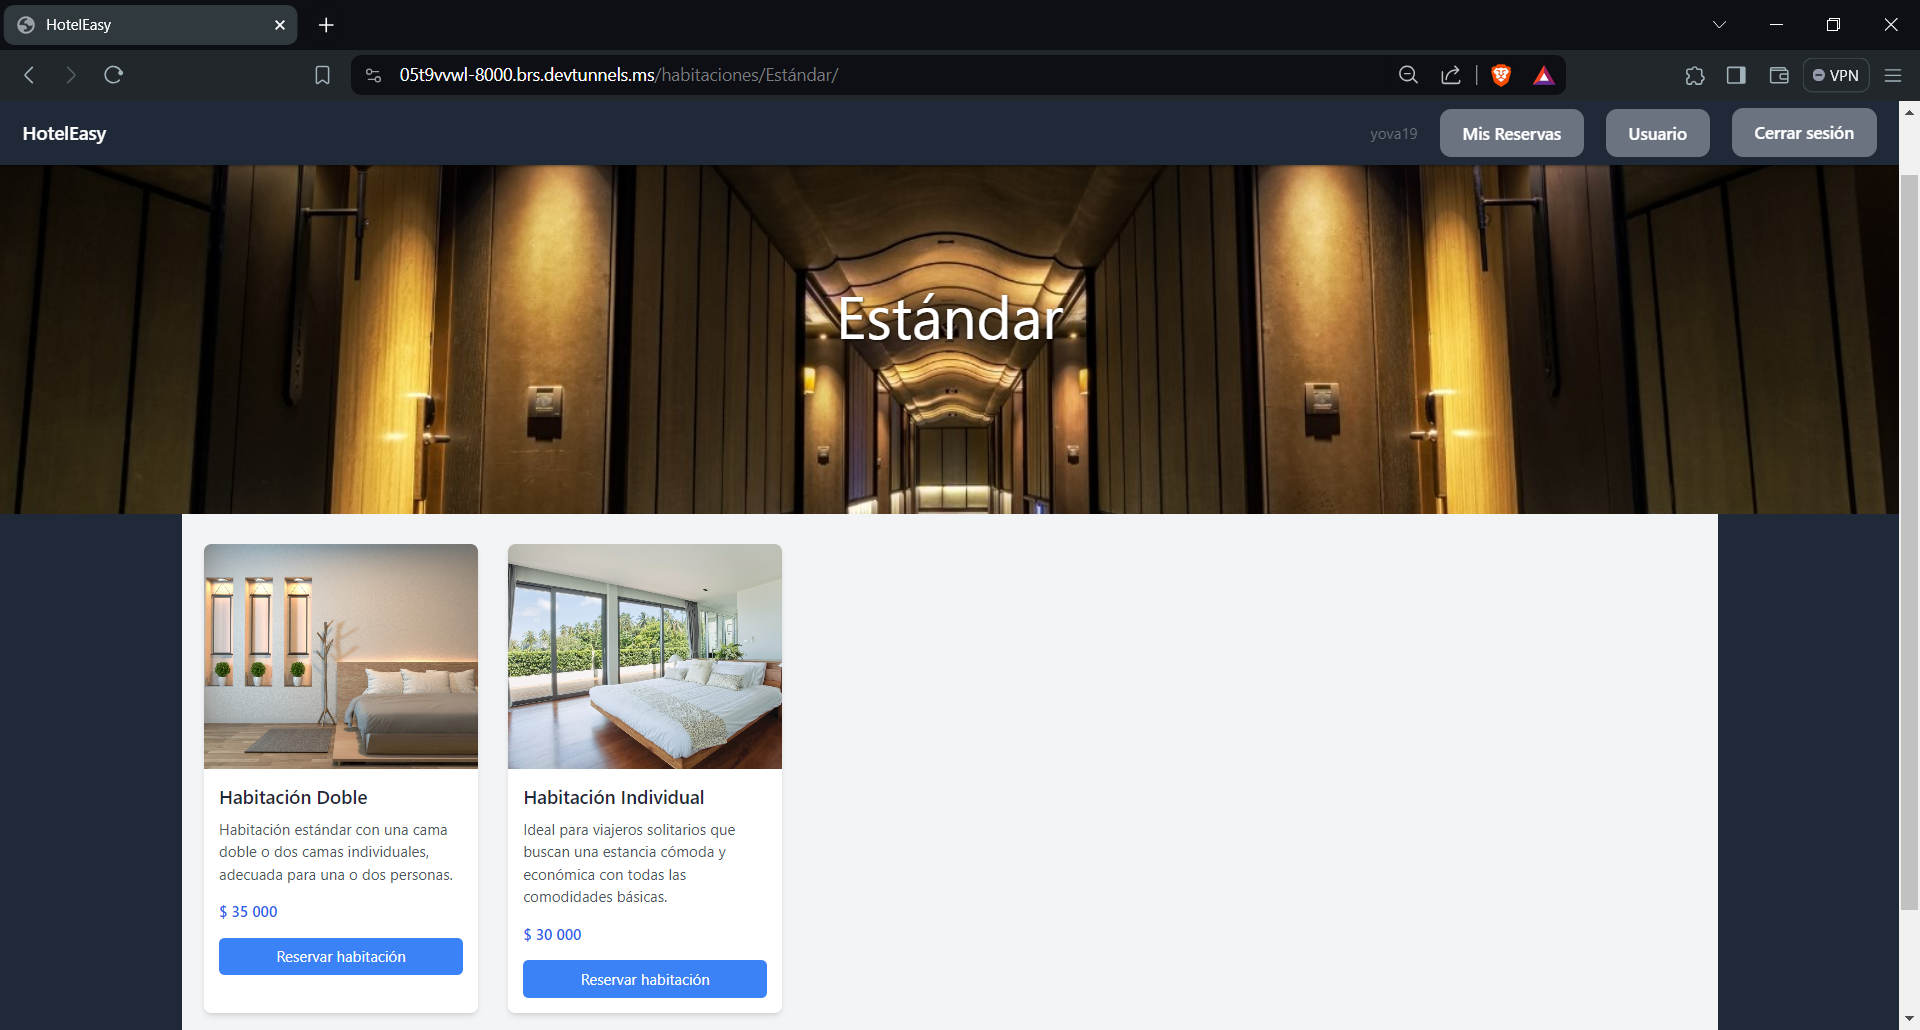 HotelEasy
05t9vvwl-8000.brs.devtunnels.ms/habitaciones/Estándar/
VPN
HotelEasy
yova19
Mis Reservas
Usuario
Cerrar sesión
Estándar
Habitación Doble
Habitación estándar con una cama
doble o dos camas individuales,
adecuada para una o dos personas.
$ 35 000
Reservar habitación
Habitación Individual
Ideal para viajeros solitarios que
buscan una estancia cómoda y
económica con todas las
comodidades básicas.
$ 30 000
Reservar habitación